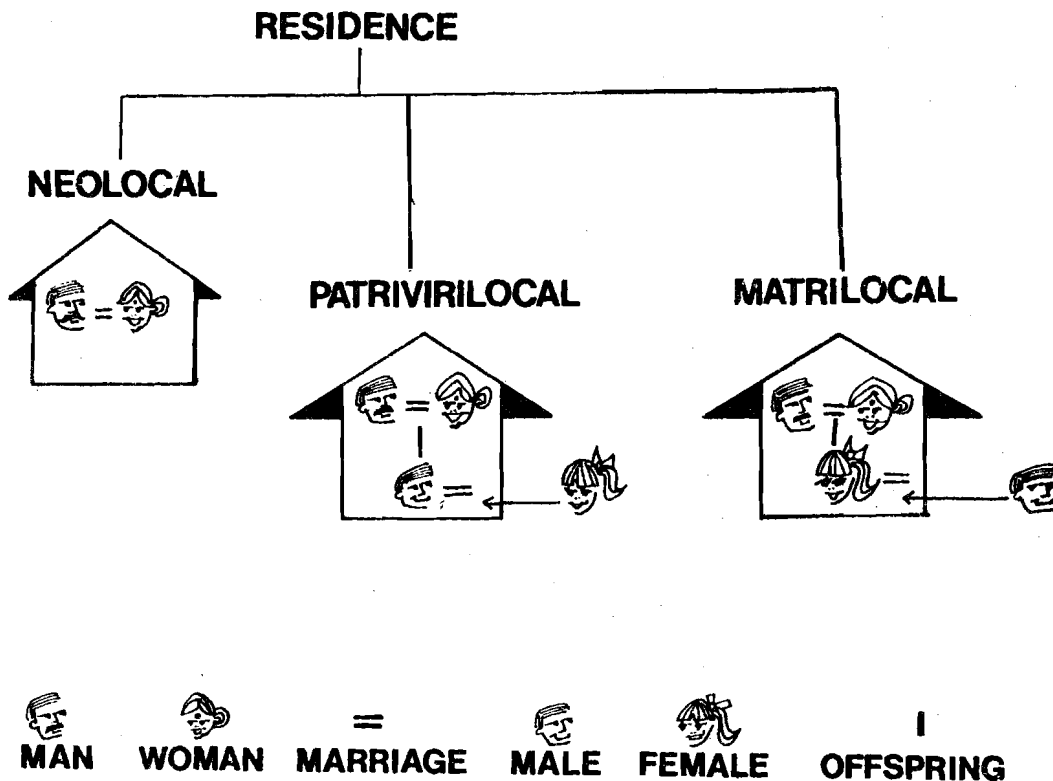 RESIDENCE
NEOLOCAL
PATRIVIRILOCAL
MATRILOCAL
MAN WOMAN MARRIAGE MALE FEMALE OFFSPRING